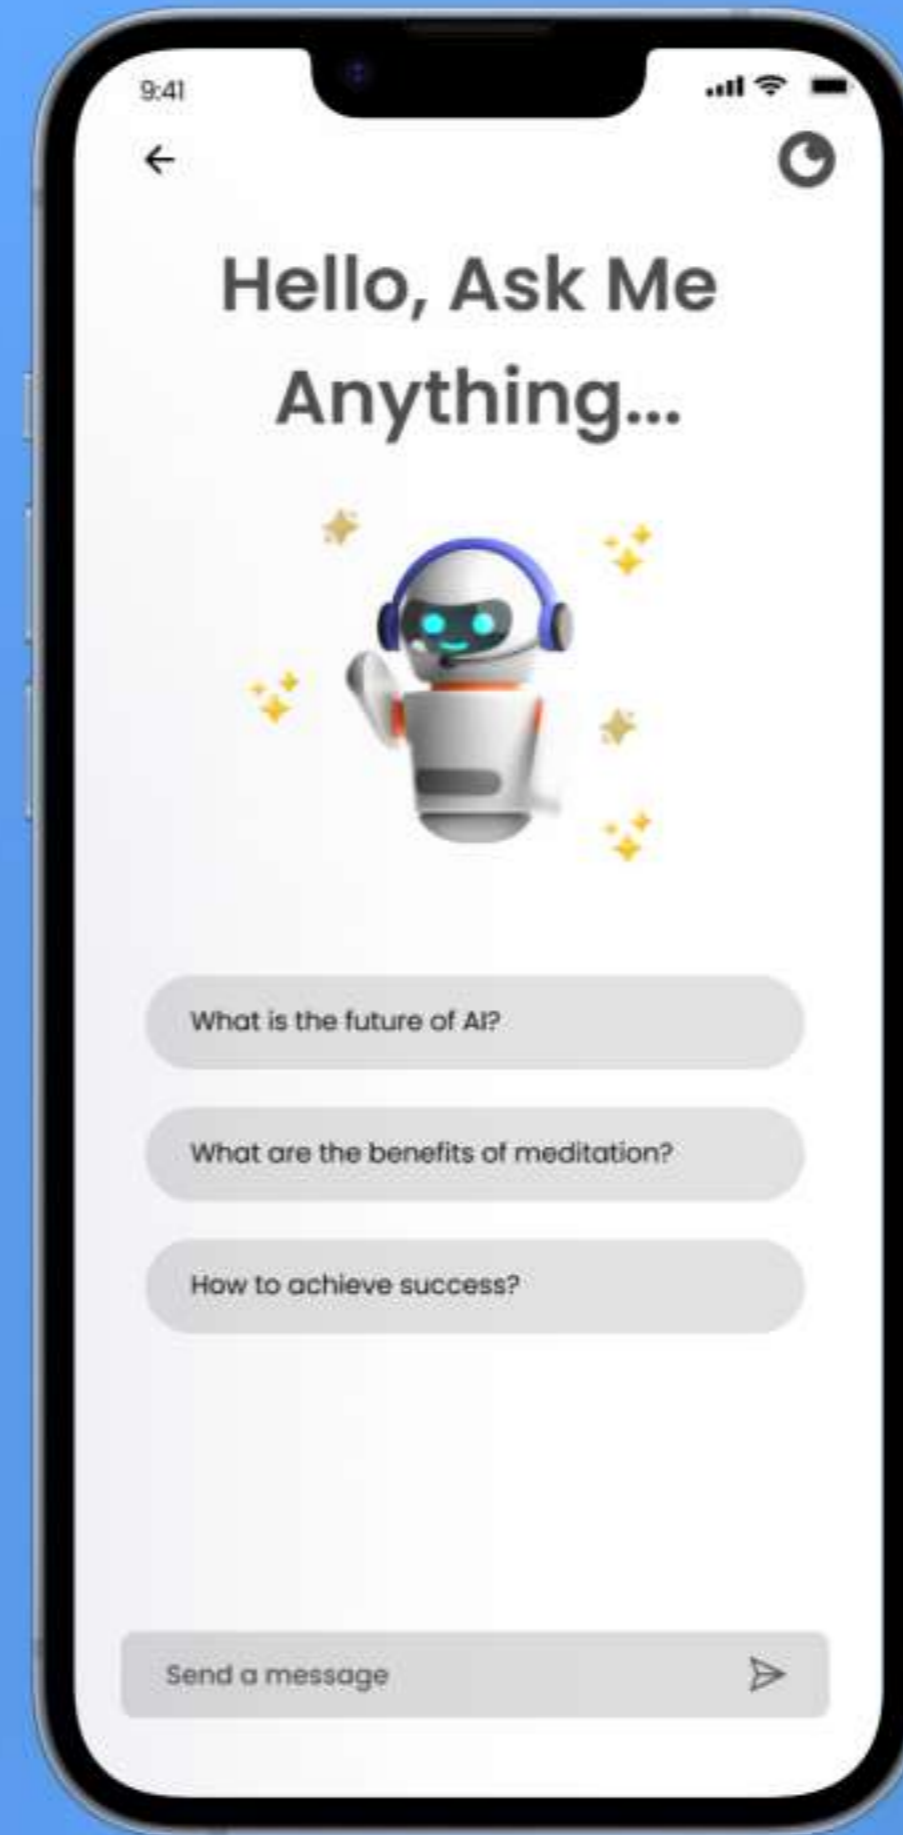 9:41
Hello, Ask Me
Anything...
What is the future of AI?
What are the benefits of meditation?
How to achieve success?
Send a message